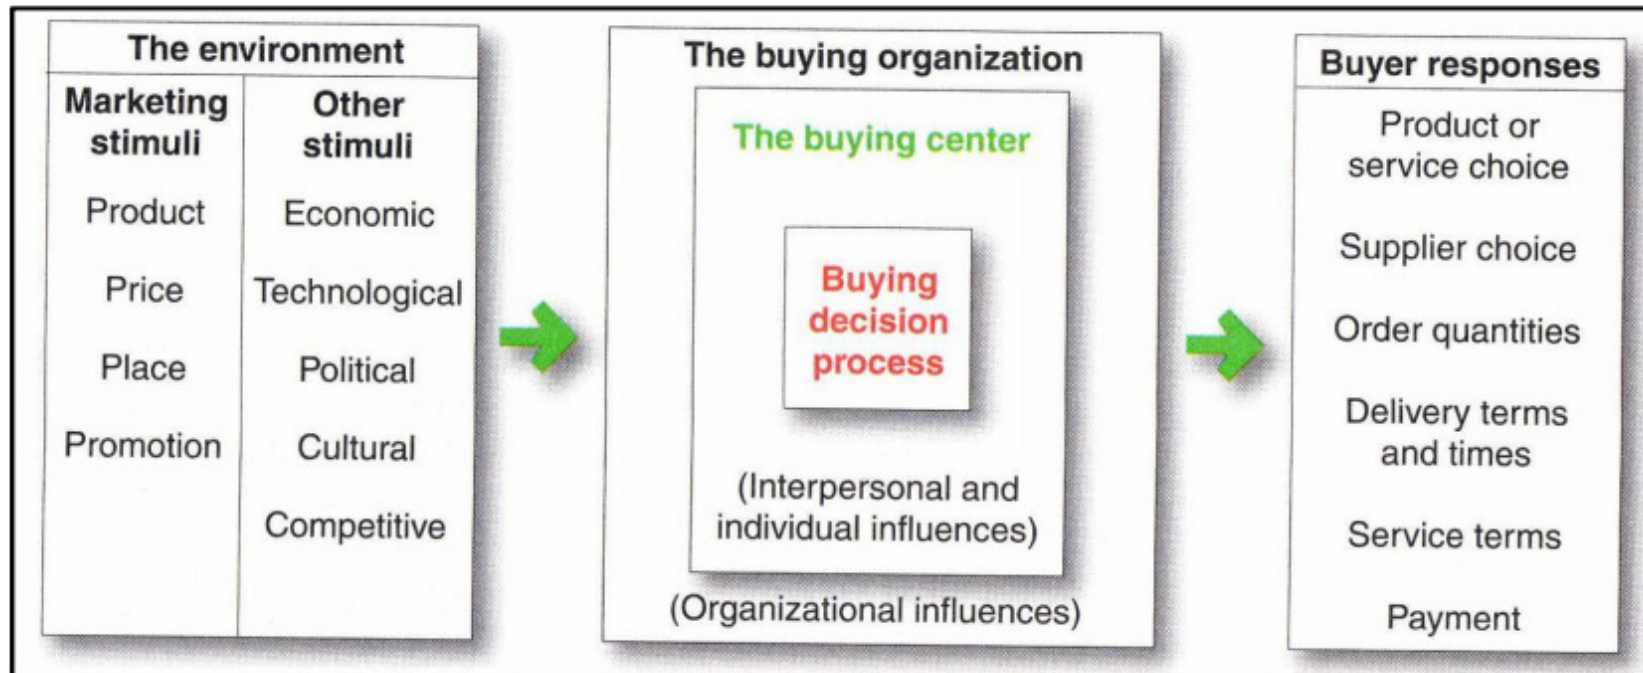 The environment
Marketing
stimuli
Product
Price
Place
Promotion
Other
stimuli
Economic
Technological
Political
Cultural
Competitive
The buying organization
The buying center
Buying
decision
process
(Interpersonal and
individual influences)
(Organizational influences)
Buyer responses
Product or
service choice
Supplier choice
Order quantities
Delivery terms
and times
Service terms
Payment